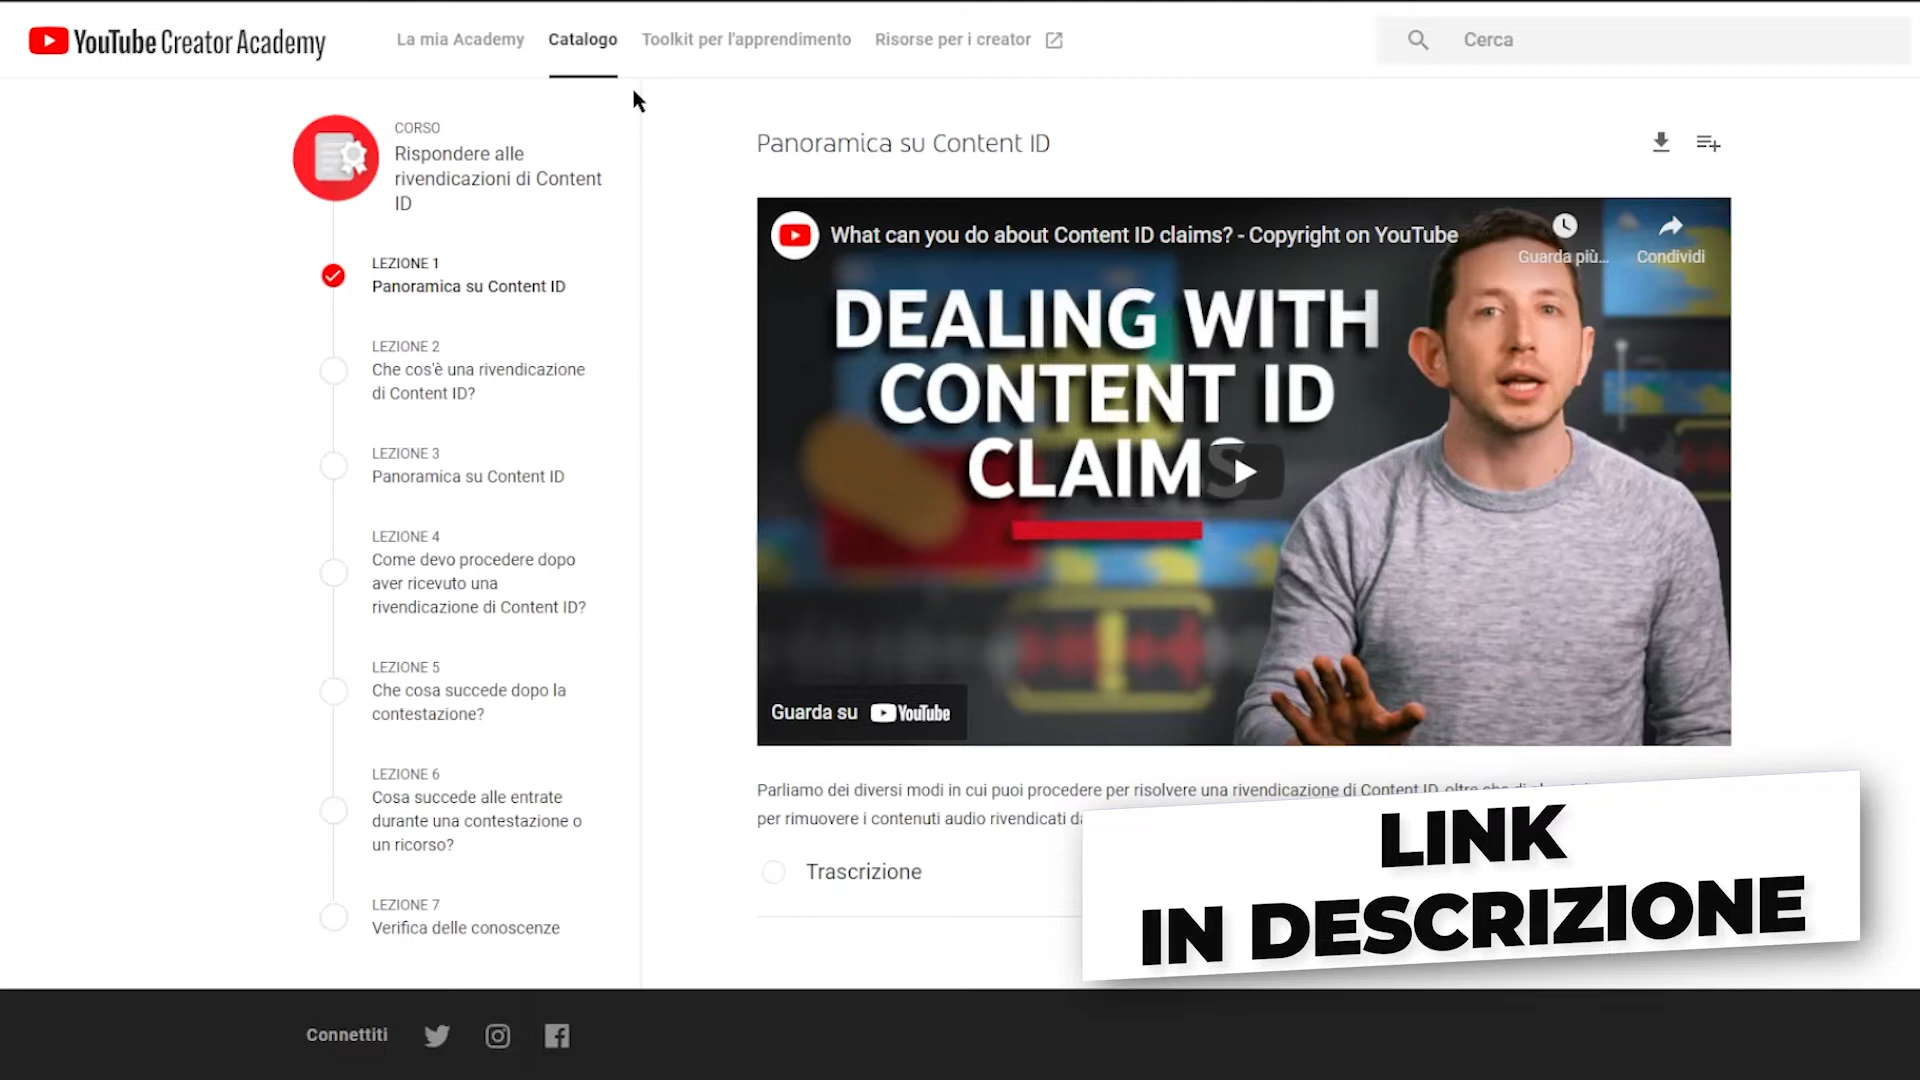 YouTube Creator Academy
La mia Academy
Catalogo
Toolkit per l'apprendimento
Risorse per i creator
Cerca
CORSO
Rispondere alle
rivendicazioni di Content
ID
LEZIONE 1
Panoramica su Content ID
LEZIONE 2
Che cos'è una rivendicazione
di Content ID?
LEZIONE 3
Panoramica su Content ID
LEZIONE 4
Come devo procedere dopo
aver ricevuto una
rivendicazione di Content ID?
LEZIONE 5
Che cosa succede dopo la
contestazione?
LEZIONE 6
Cosa succede alle entrate
durante una contestazione o
un ricorso?
LEZIONE 7
Verifica delle conoscenze
Panoramica su Content ID
What can you do about Content ID claims? - Copyright on YouTube
Guarda più...
Condividi
DEALING WITH
CONTENT ID
CLAIMS
Guarda su YouTube
Parliamo dei diversi modi in cui puoi procedere per risolvere una rivendicazione di Content ID, oltre che di
per rimuovere i contenuti audio rivendicati
Trascrizione
LINK
IN DESCRIZIONE
Connettiti